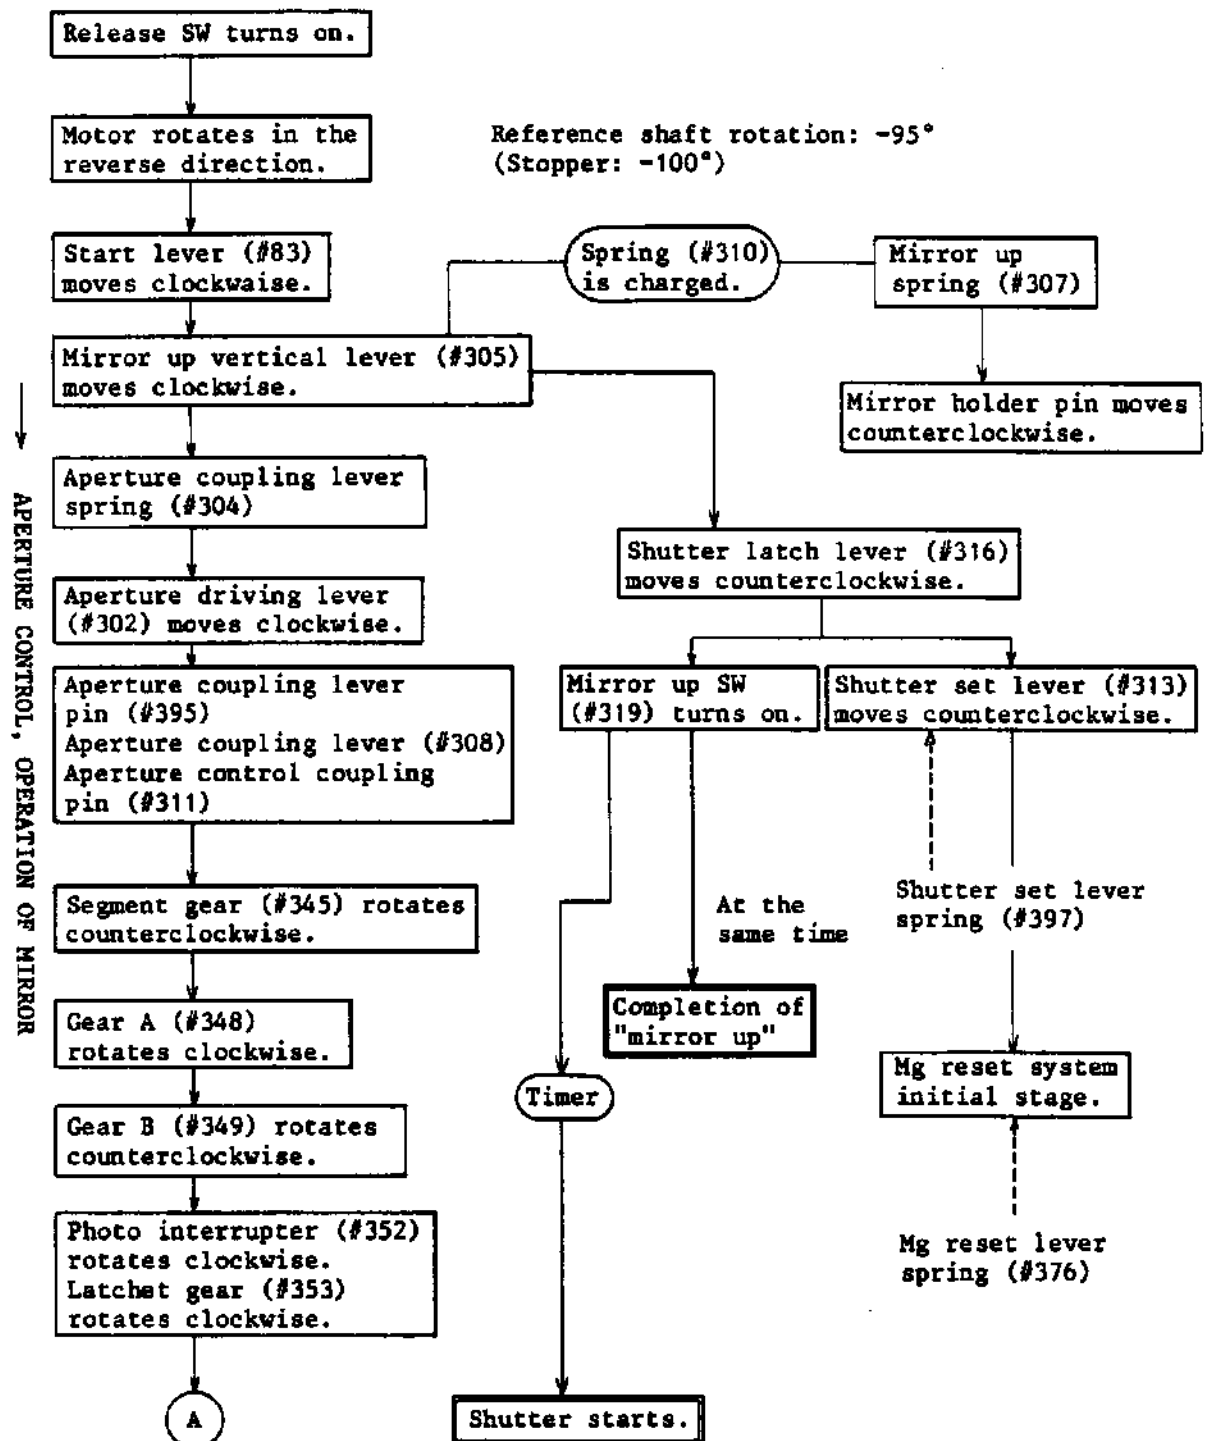 Release SW turns on.
Motor rotates in the
reverse direction.
Reference shaft rotation: -95°
(Stopper: -100°)
Start lever (#83)
moves clockwaise.
Spring (#310)
is charged.
Mirror up
spring (#307)
Mirror up vertical lever (#305)
moves clockwise.
Mirror holder pin moves
counterclockwise.
Aperture coupling lever
spring (#304)
Shutter latch lever (#316)
moves counterclockwise.
Aperture driving lever
(#302) moves clockwise.
Aperture coupling lever
pin (#395)
Aperture coupling lever (#308)
Aperture control coupling
pin (#311)
Mirror up SW
(#319) turns on.
Shutter set lever (#313)
moves counterclockwise.
APERTURE CONTROL, OPERATION OF MIRROR
Segment gear (#345) rotates
counterclockwise.
At the
same time
Shutter set lever
spring (#397)
Completion of
"mirror up"
Gear A (#348)
rotates clockwise.
Timer
Mg reset system
initial stage.
Gear B (#349) rotates
counterclockwise.
Photo interrupter (#352)
rotates clockwise.
Latchet gear (#353)
rotates clockwise.
Mg reset lever
spring (#376)
A
Shutter starts.